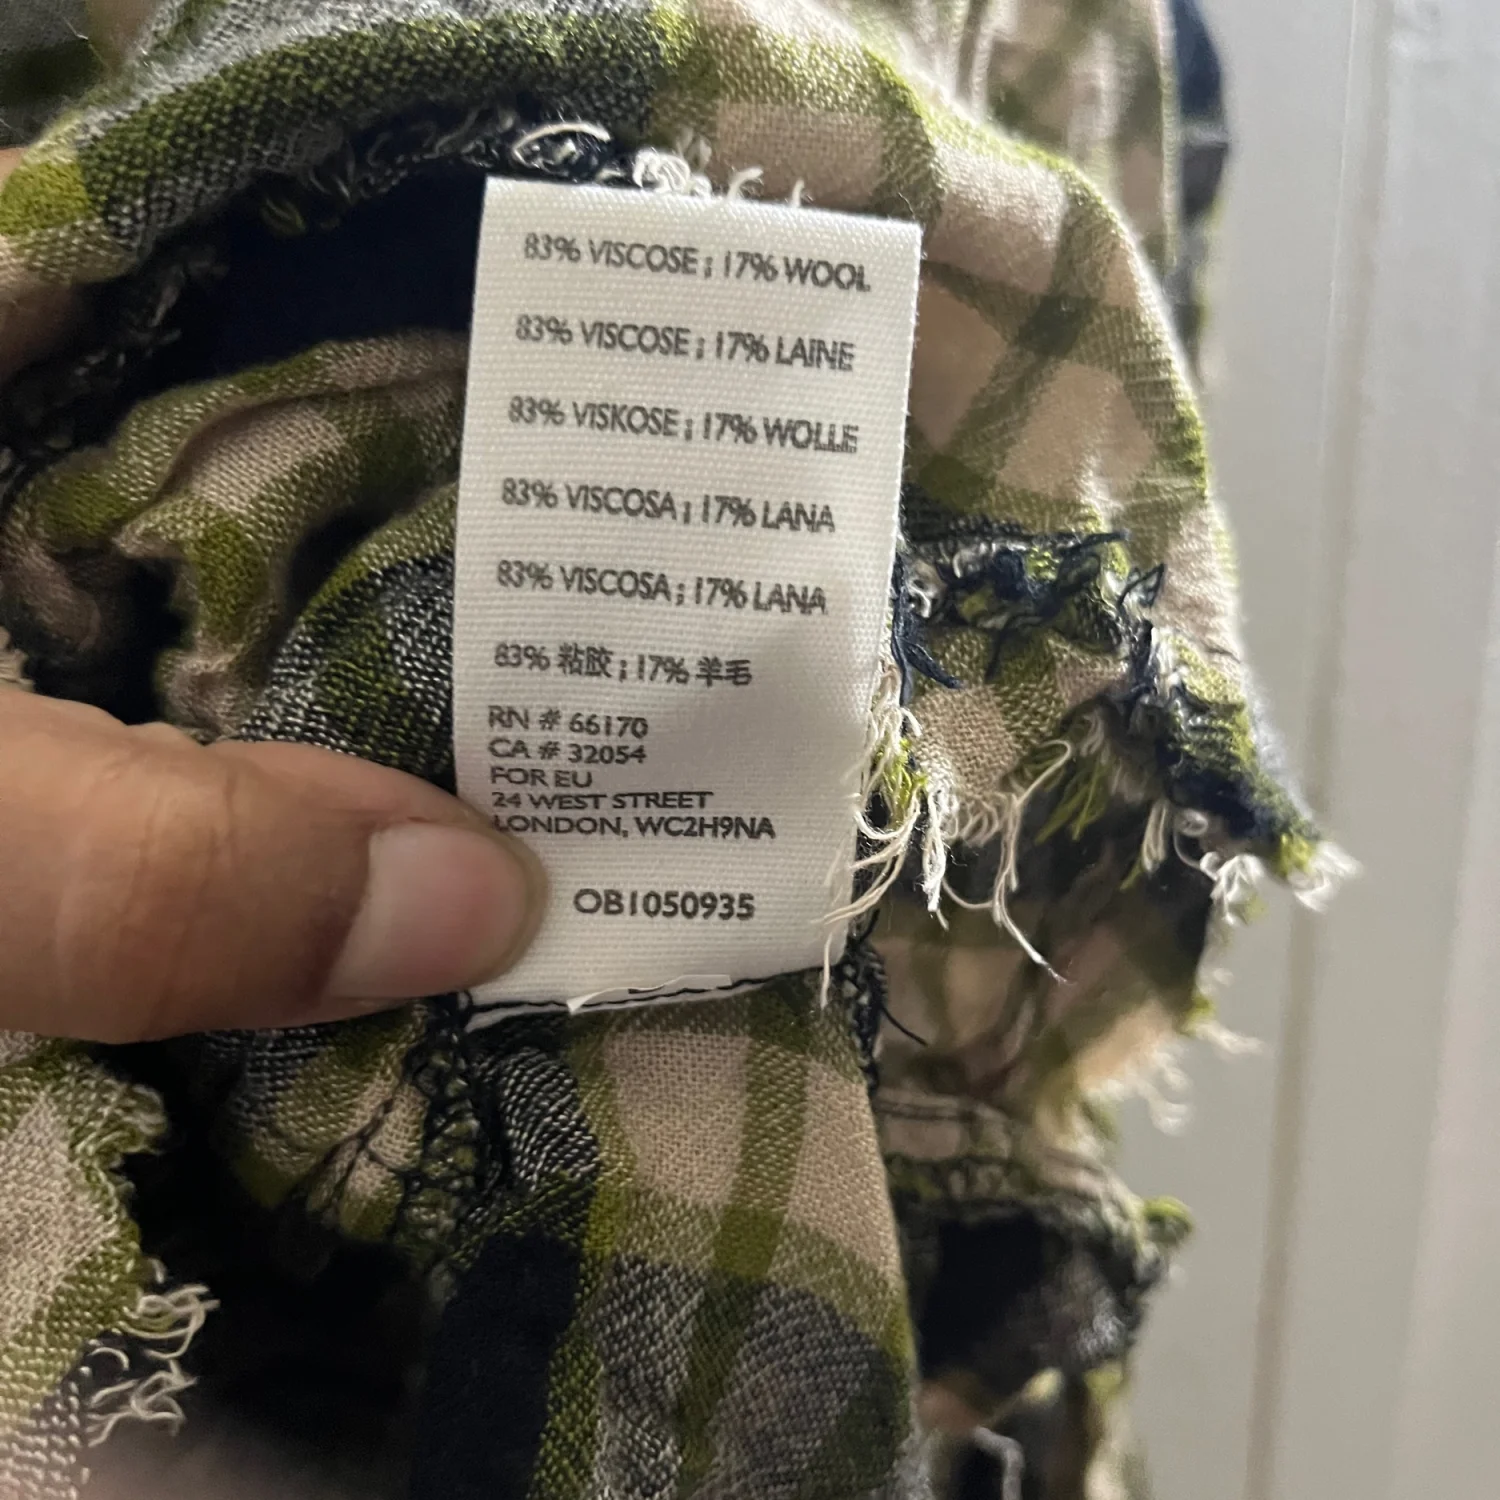 83% VISCOSE ; 17% WOOL
83% VISCOSE ; 17% LAINE
83% VISKOSE ; 17% WOLLE
83% VISCOSA ; 17% LANA
83% VISCOSA ; 17% LANA
83% 粘胶 ; 17% 羊毛
RN # 66170
CA # 32054
FOR EU
24 WEST STREET
LONDON, WC2H9NA
OB1050935